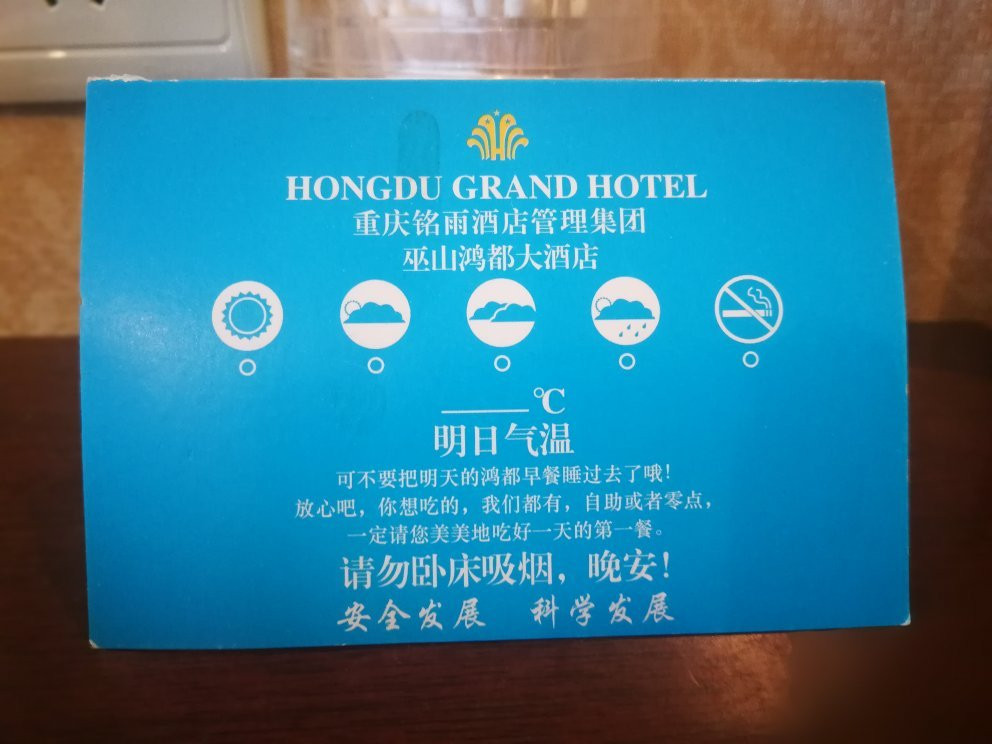 HONGDU GRAND HOTEL
重庆铭雨酒店管理集团
巫山鸿都大酒店
____℃
明日气温
可不要把明天的鸿都早餐睡过去了哦!
放心吧，你想吃的，我们都有，自助或者零点，
一定请您美美地吃好一天的第一餐。
请勿卧床吸烟，晚安!
安全发展 科学发展